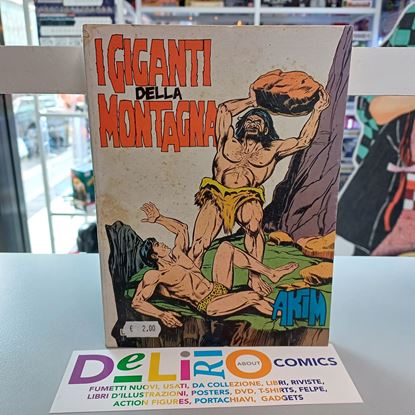 I GIGANTI
DELLA
MONTAGNA
AKIM
€ 2.00
DeLiRiO ABOUT COMICS
FUMETTI NUOVI, USATI, DA COLLEZIONE, LIBRI, RIVISTE,
LIBRI D'ILLUSTRAZIONI, POSTERS, DVD, T-SHIRTS, FELPE,
ACTION FIGURES, PORTACHIAVI, GADGETS